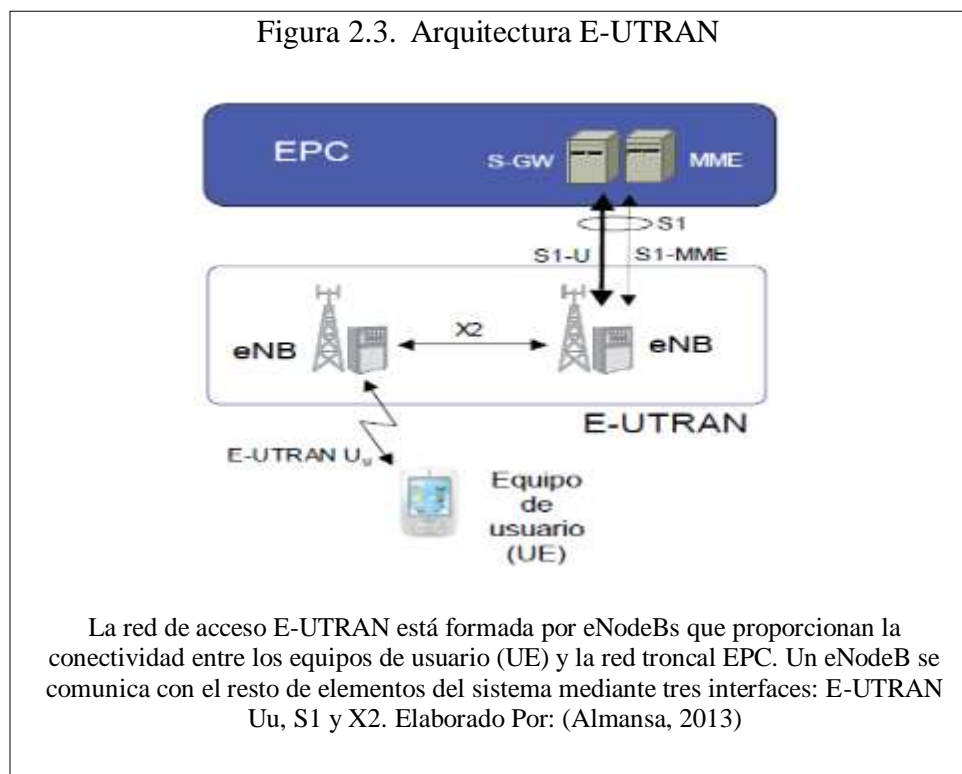 Figura 2.3. Arquitectura E-UTRAN
EPC
S-GW
MME
S1
S1-U
S1-MME
eNB
X2
eNB
E-UTRAN
E-UTRAN Uu
Equipo
de
usuario
(UE)
La red de acceso E-UTRAN está formada por eNodeBs que proporcionan la
conectividad entre los equipos de usuario (UE) y la red troncal EPC. Un eNodeB se
comunica con el resto de elementos del sistema mediante tres interfaces: E-UTRAN
Uu, S1 y X2. Elaborado Por: (Almansa, 2013)